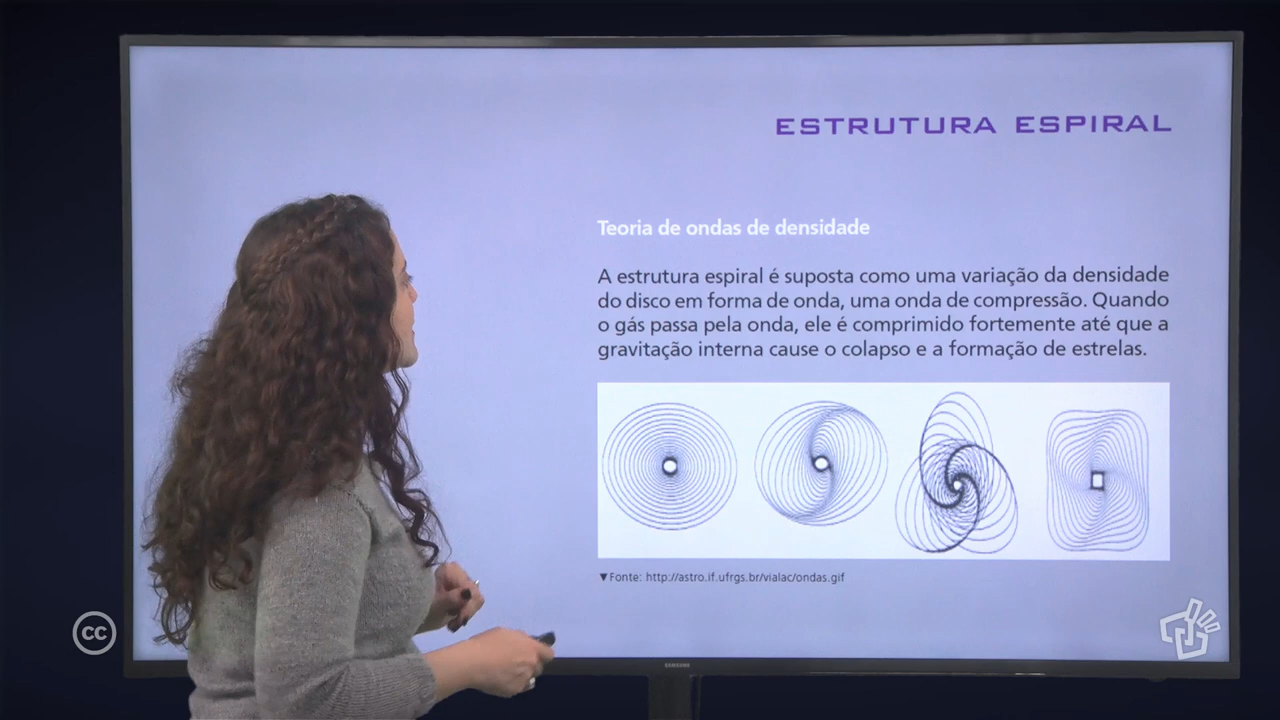 ESTRUTURA ESPIRAL
Teoria de ondas de densidade
A estrutura espiral é suposta como uma variação da densidade
do disco em forma de onda, uma onda de compressão. Quando
o gás passa pela onda, ele é comprimido fortemente até que a
gravitação interna cause o colapso e a formação de estrelas.
▼Fonte: http://astro.if.ufrgs.br/vialac/ondas.gif
cc
SAMSUNG